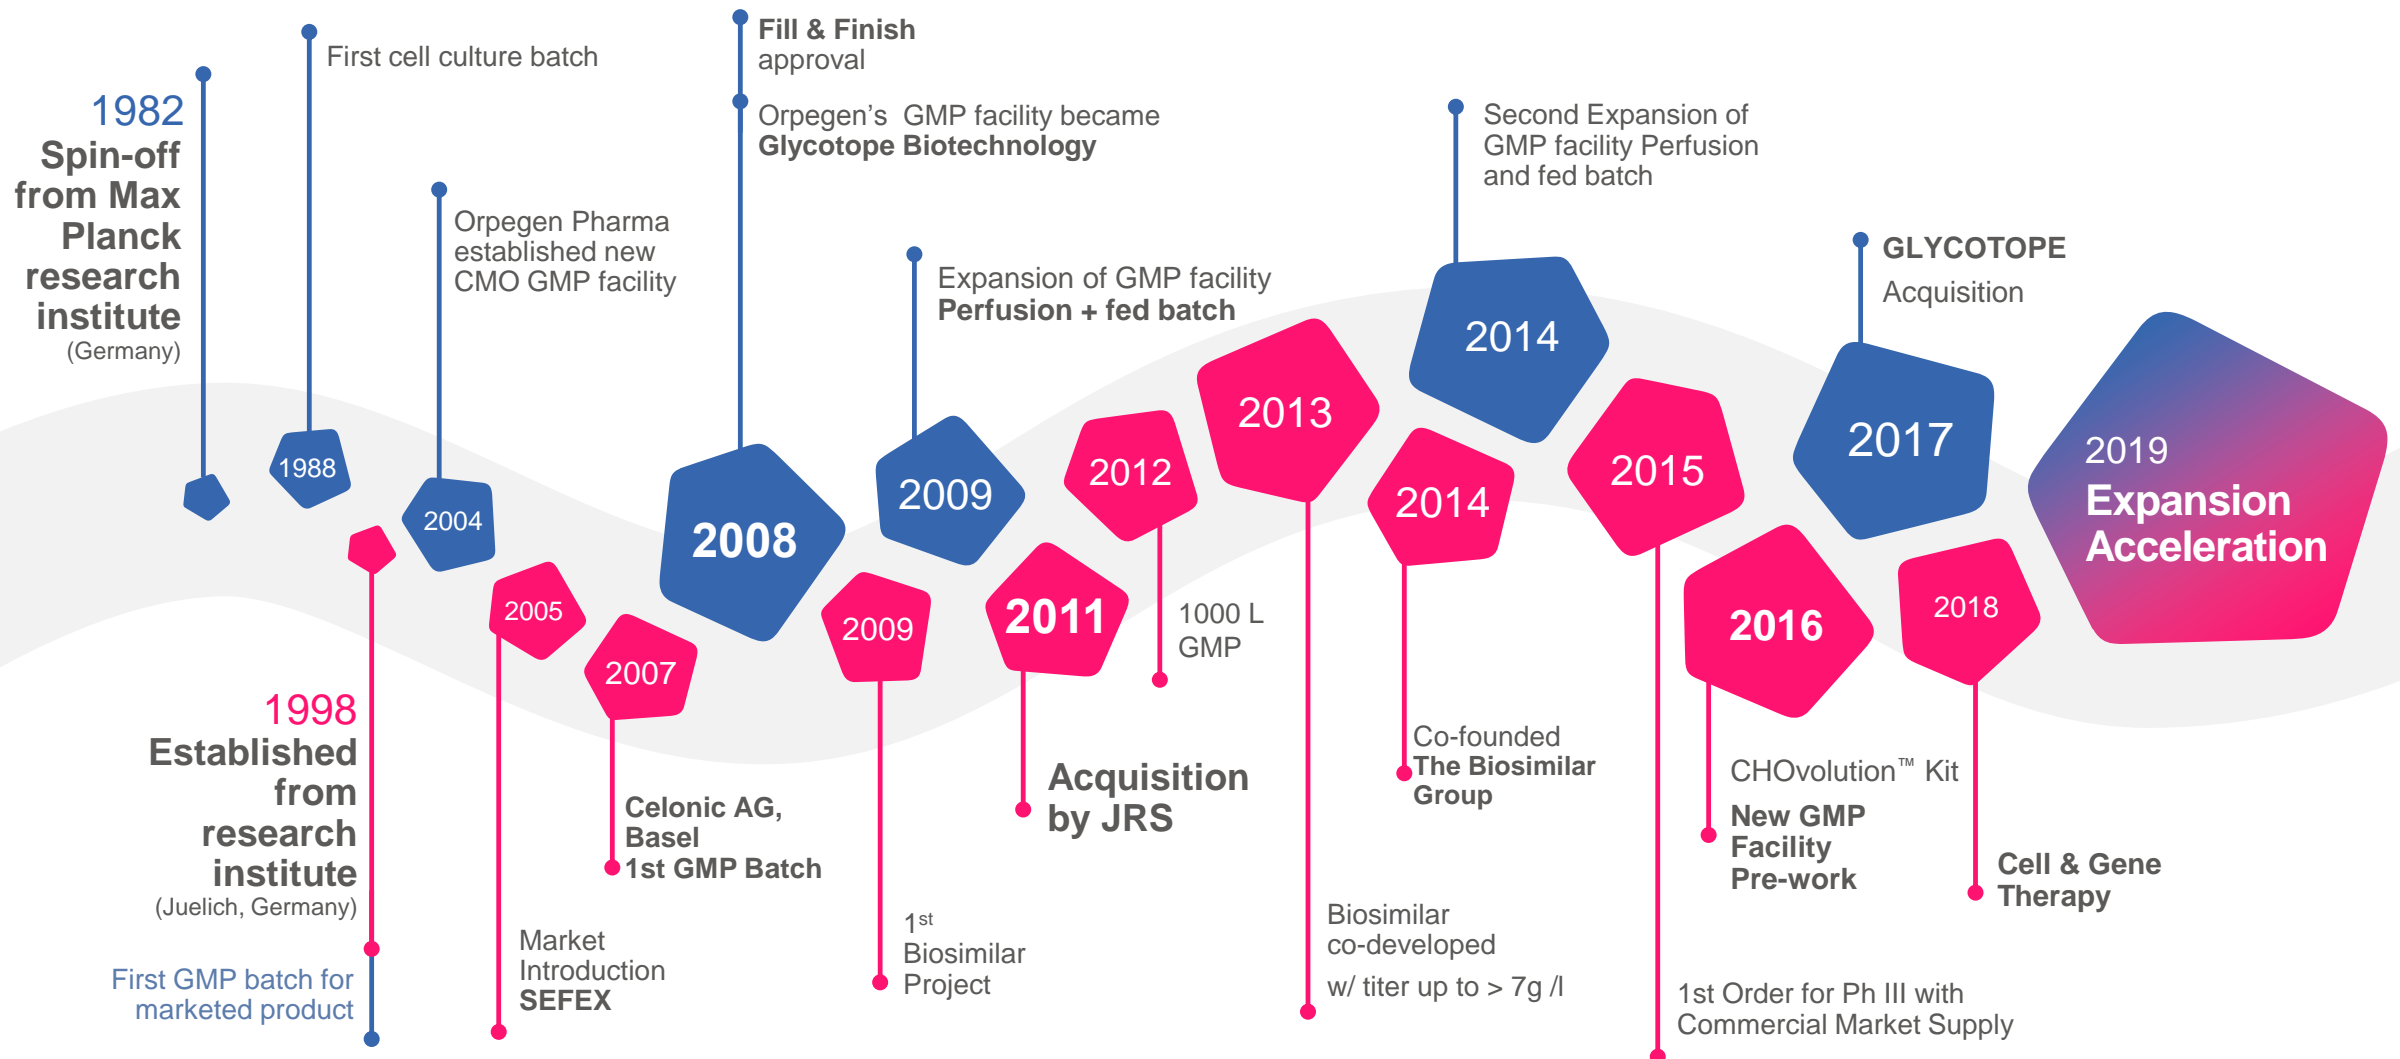 1982
Spin-off
from Max
Planck
research
institute
(Germany)
First cell culture batch
1988
1998
Established
from
research
institute
(Juelich, Germany)
First GMP batch for
marketed product
Orpegen Pharma
established new
CMO GMP facility
2004
2005
Market
Introduction
SEFEX
2007
Celonic AG,
Basel
1st GMP Batch
Fill & Finish
approval
Orpegen's GMP facility became
Glycotope Biotechnology
2008
Expansion of GMP facility
Perfusion + fed batch
2009
2009
1st
Biosimilar
Project
2011
Acquisition
by JRS
2012
1000 L
GMP
2013
Biosimilar
co-developed
w/ titer up to > 7g /l
Second Expansion of
GMP facility Perfusion
and fed batch
2014
2014
Co-founded
The Biosimilar
Group
2015
1st Order for Ph III with
Commercial Market Supply
2016
CHOvolution™ Kit
New GMP
Facility
Pre-work
GLYCOTOPE
Acquisition
2017
2018
Cell & Gene
Therapy
2019
Expansion
Acceleration